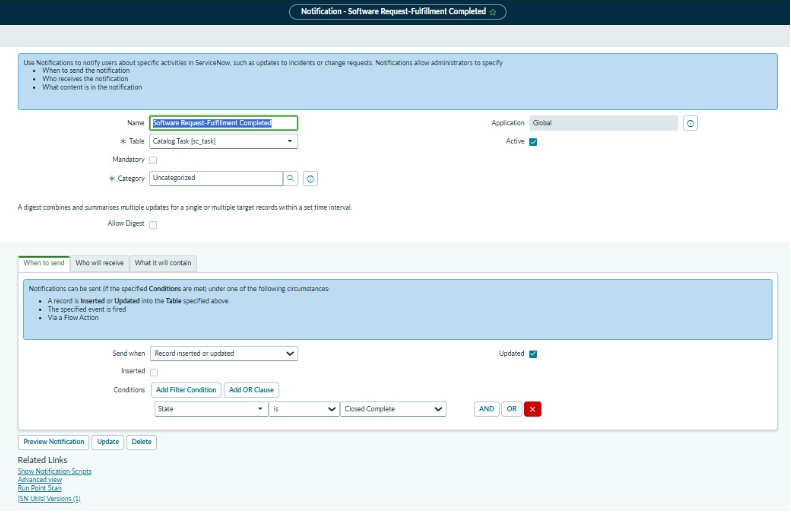 Notification - Software Request-Fulfillment Completed
Use Notifications to notify users about specific activities in ServiceNow, such as updates to incidents or change requests. Notifications allow administrators to specify
• When to send the notification
• Who receives the notification
• What content is in the notification
Name Software Request-Fulfillment Completed Application Global
* Table Catalog Task [sc_task] Active
Mandatory
* Category Uncategorized
A digest combines and summarises multiple updates for a single or multiple target records within a set time interval.
Allow Digest
When to send Who will receive What it will contain
Notifications can be sent (if the specified Conditions are met) under one of the following circumstances:
• A record is Inserted or Updated into the Table specified above
• The specified event is fired
• Via a Flow Action
Send when Record inserted or updated Updated
Inserted
Conditions Add Filter Condition Add OR Clause
State is Closed Complete AND OR X
Preview Notification Update Delete
Related Links
Show Notification Scripts
Advanced view
Run Point Scan
[SN Utils] Versions (1)